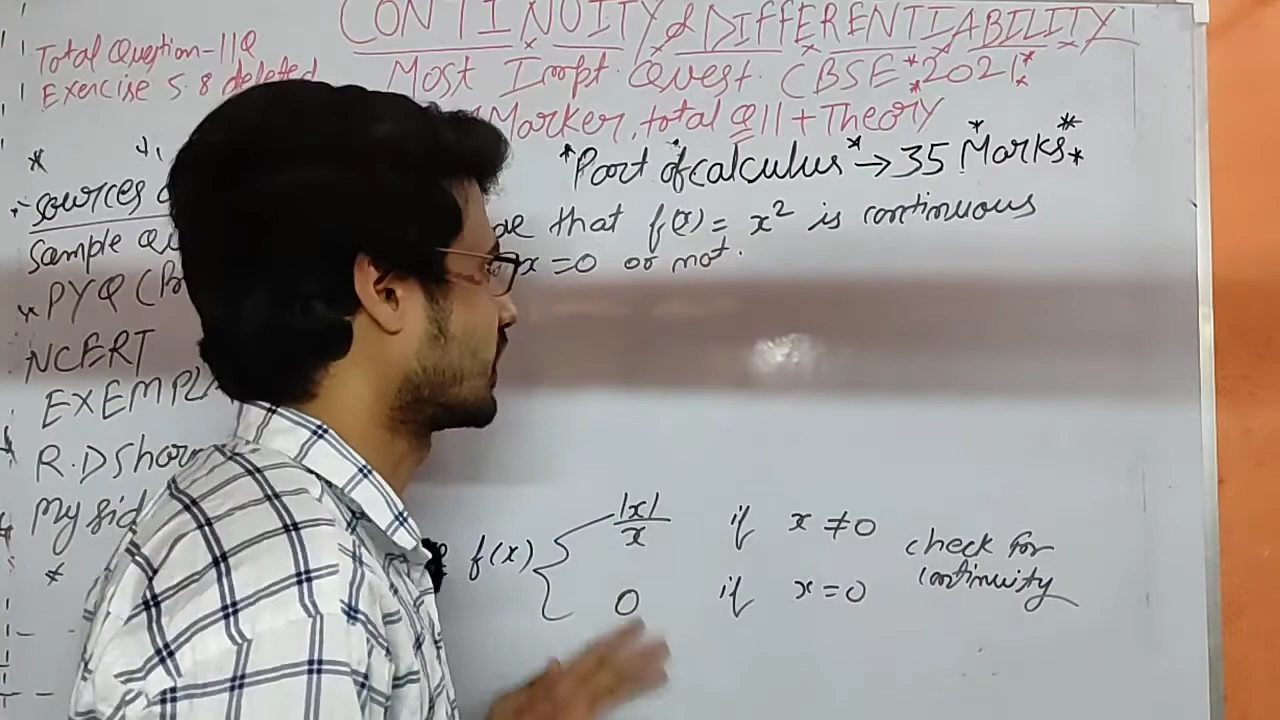 CONTINUITY & DIFFERENTIABILITY
Total Question-11Q
Exercise 5.8 deleted
Most Impt. Quest. CBSE *2021*
Marker, total Q11 + Theory
*Part of calculus* → 35 Marks*
sources
Sample
that f(x) = x² is continuous
x=0 or not.
PYQ
NCERT
R.D
My
f(x) { |x|/x if x ≠ 0
0 if x=0
check for
continuity